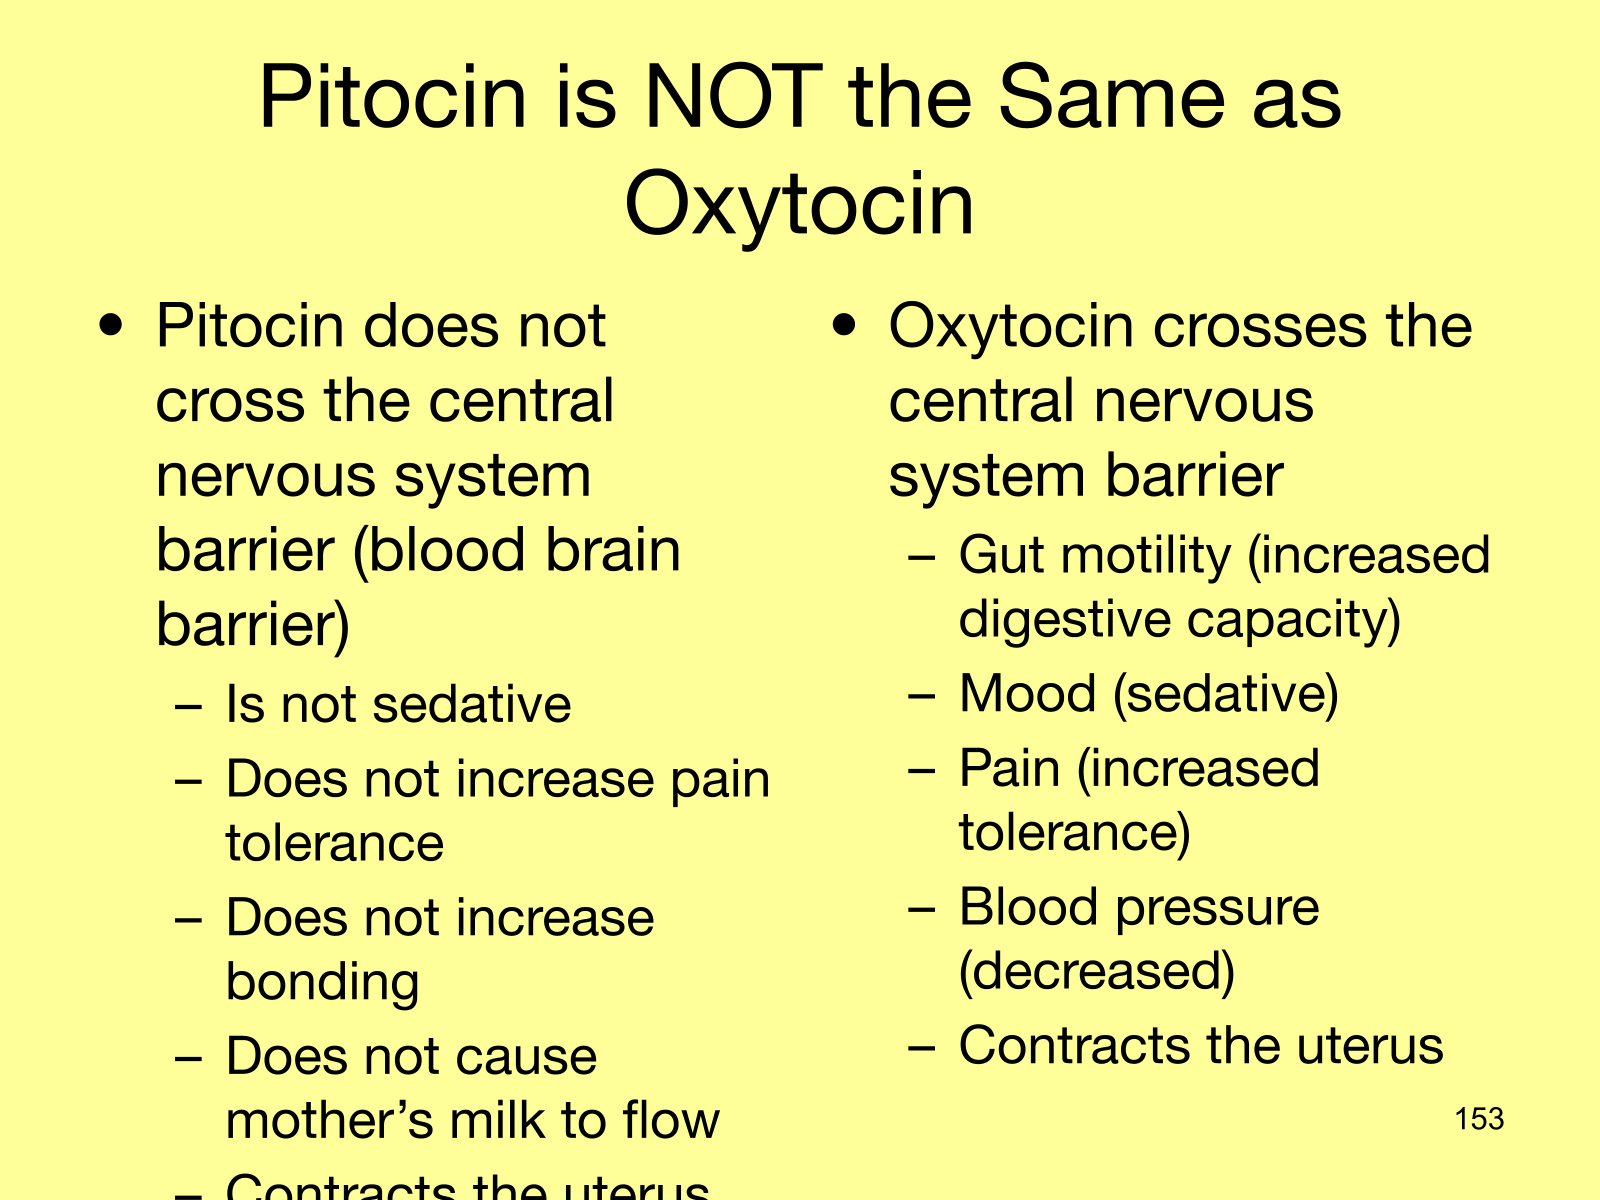 Pitocin is NOT the Same as
Oxytocin
• Pitocin does not
cross the central
nervous system
barrier (blood brain
barrier)
– Is not sedative
– Does not increase pain
tolerance
– Does not increase
bonding
– Does not cause
mother’s milk to flow
– Contracts the uterus
• Oxytocin crosses the
central nervous
system barrier
– Gut motility (increased
digestive capacity)
– Mood (sedative)
– Pain (increased
tolerance)
– Blood pressure
(decreased)
– Contracts the uterus
153